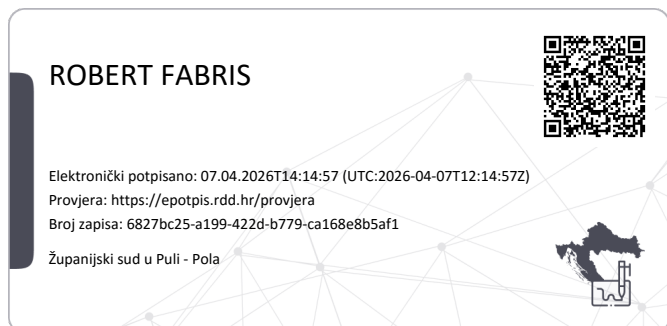 ROBERT FABRIS
Elektronički potpisano: 07.04.2026T14:14:57 (UTC:2026-04-07T12:14:57Z)
Provjera: https://epotpis.rdd.hr/provjera
Broj zapisa: 6827bc25-a199-422d-b779-ca168e8b5af1
Županijski sud u Puli - Pola